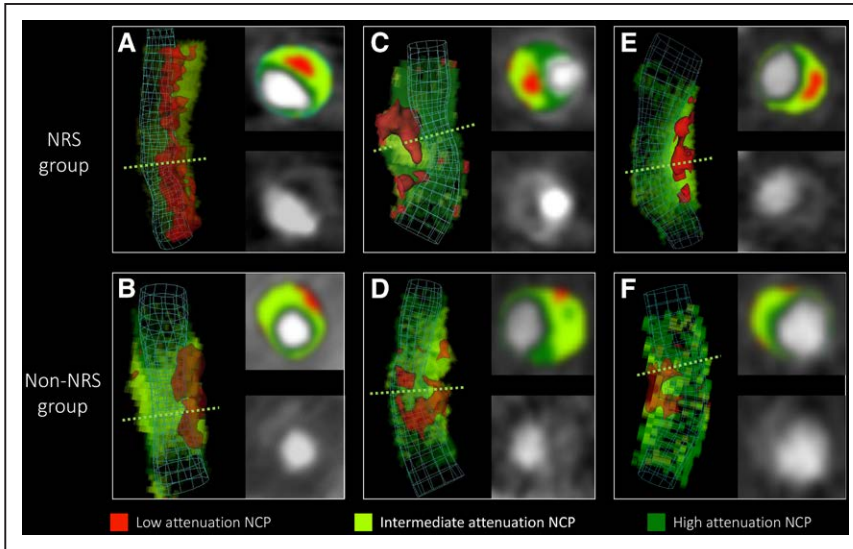 A
C
E
NRS
group
B
D
F
Non-NRS
group
Low attenuation NCP
Intermediate attenuation NCP
High attenuation NCP